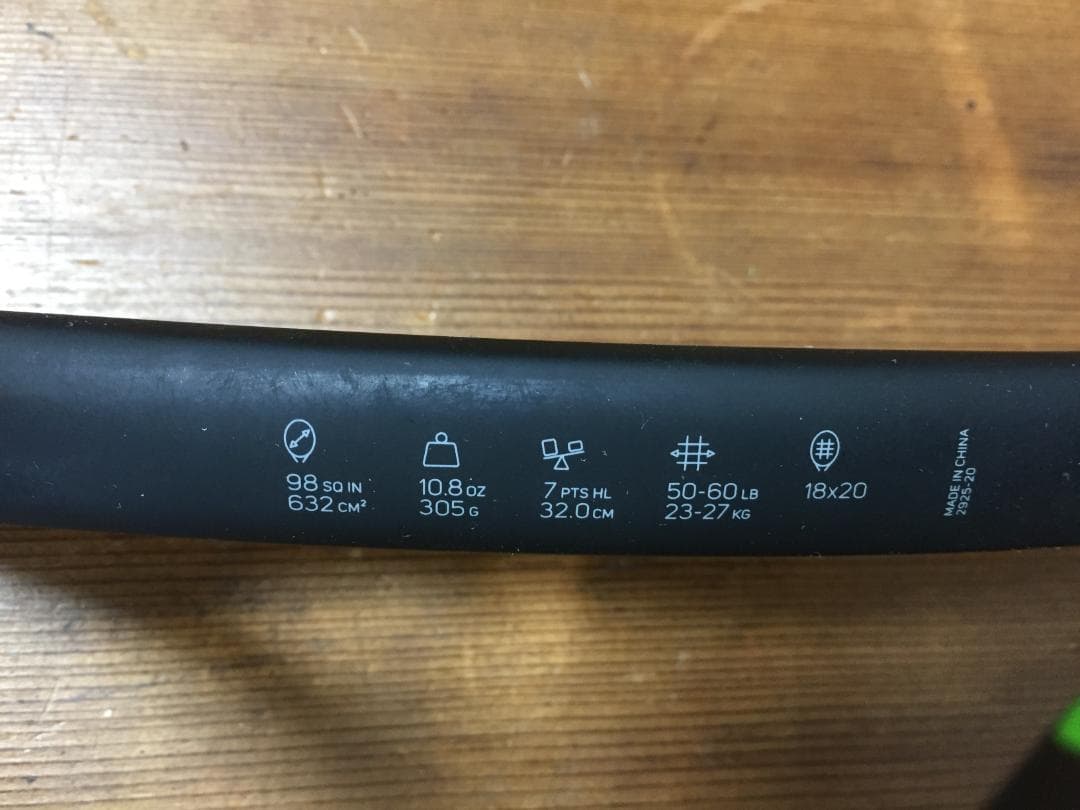 98 SQ IN
632 CM²
10.8 OZ
305 G
7 PTS HL
32.0 CM
50-60 LB
23-27 KG
18x20
MADE IN CHINA
2925-20